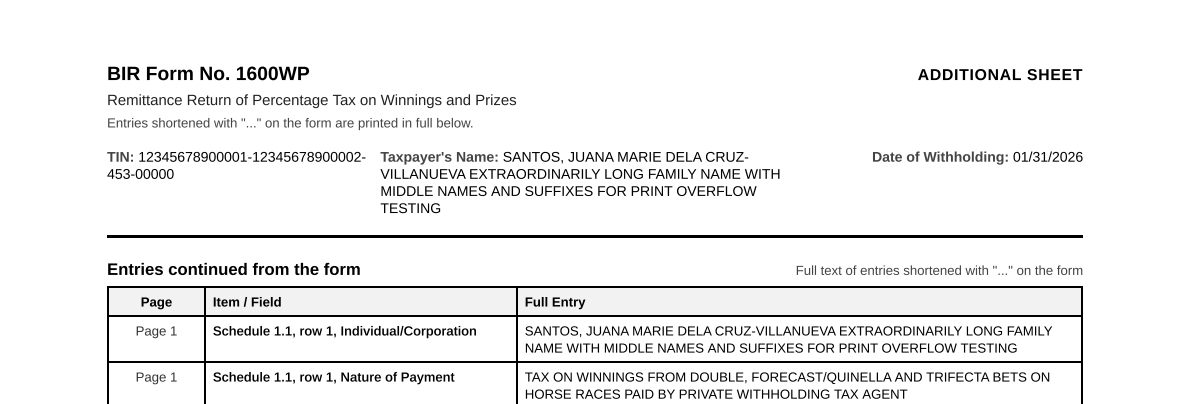 BIR Form No. 1600WP
ADDITIONAL SHEET
Remittance Return of Percentage Tax on Winnings and Prizes
Entries shortened with "..." on the form are printed in full below.
TIN: 12345678900001-12345678900002-
453-00000
Taxpayer's Name: SANTOS, JUANA MARIE DELA CRUZ-
VILLANUEVA EXTRAORDINARILY LONG FAMILY NAME WITH
MIDDLE NAMES AND SUFFIXES FOR PRINT OVERFLOW
TESTING
Date of Withholding: 01/31/2026
Entries continued from the form
Full text of entries shortened with "..." on the form
Page
Item / Field
Full Entry
Page 1
Schedule 1.1, row 1, Individual/Corporation
SANTOS, JUANA MARIE DELA CRUZ-VILLANUEVA EXTRAORDINARILY LONG FAMILY
NAME WITH MIDDLE NAMES AND SUFFIXES FOR PRINT OVERFLOW TESTING
Page 1
Schedule 1.1, row 1, Nature of Payment
TAX ON WINNINGS FROM DOUBLE, FORECAST/QUINELLA AND TRIFECTA BETS ON
HORSE RACES PAID BY PRIVATE WITHHOLDING TAX AGENT